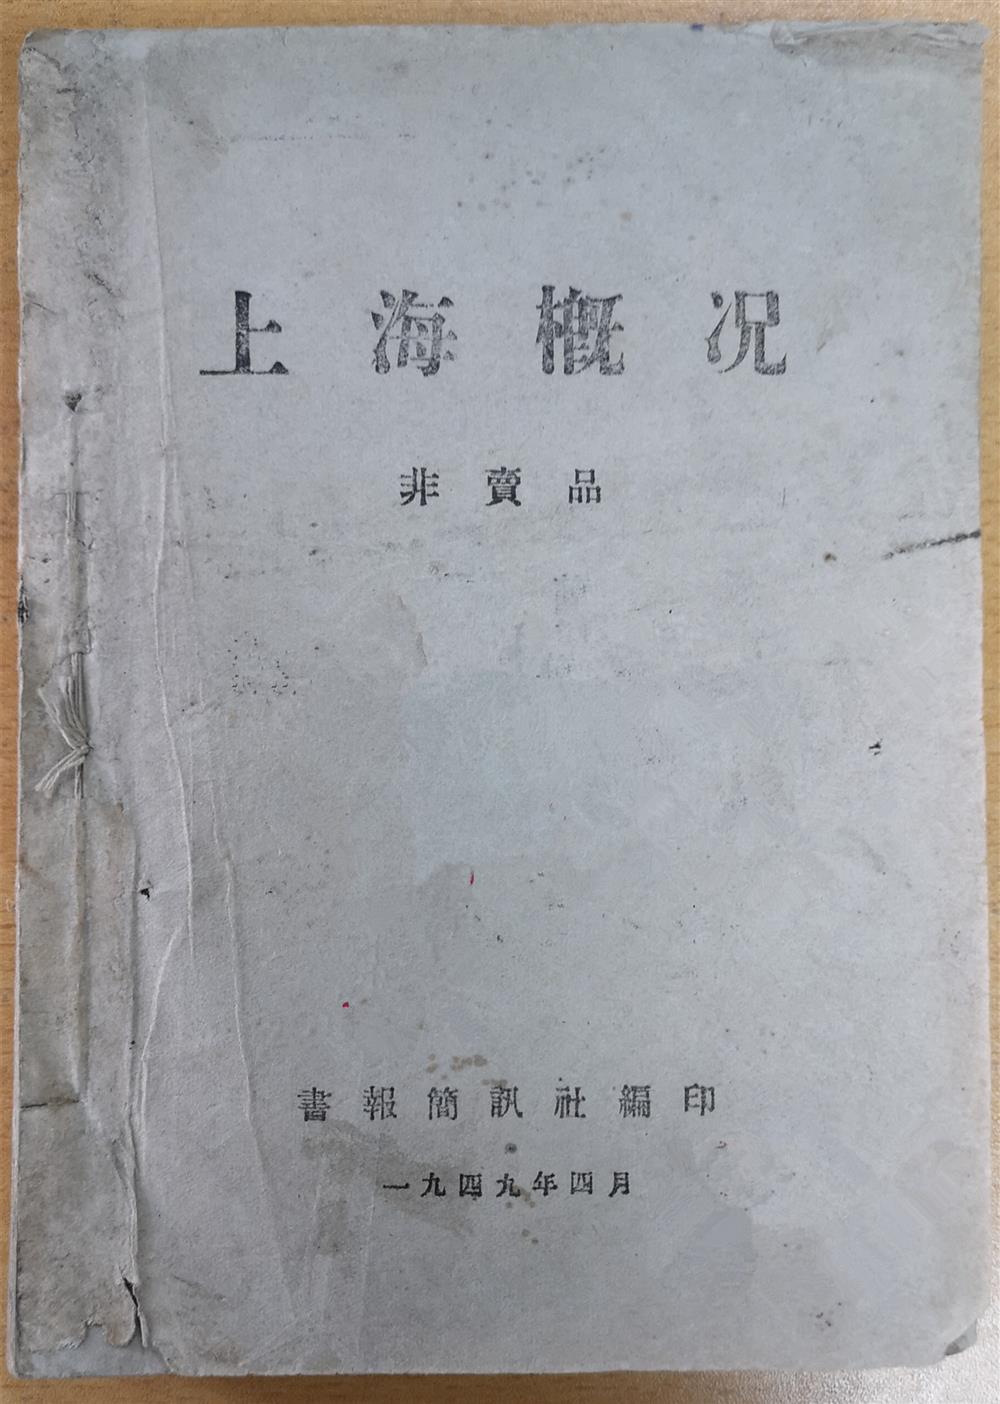 上海概况
非賣品
書報簡訊社編印
一九四九年四月